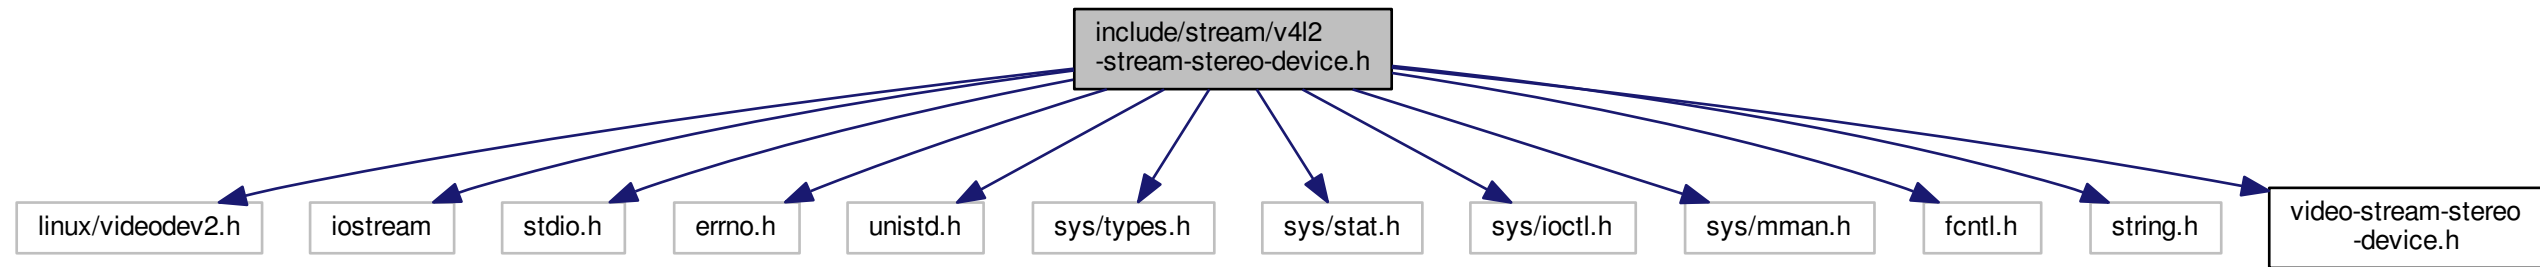 include/stream/v4l2
-stream-stereo-device.h
linux/videodev2.h
iostream
stdio.h
errno.h
unistd.h
sys/types.h
sys/stat.h
sys/ioctl.h
sys/mman.h
fcntl.h
string.h
video-stream-stereo
-device.h